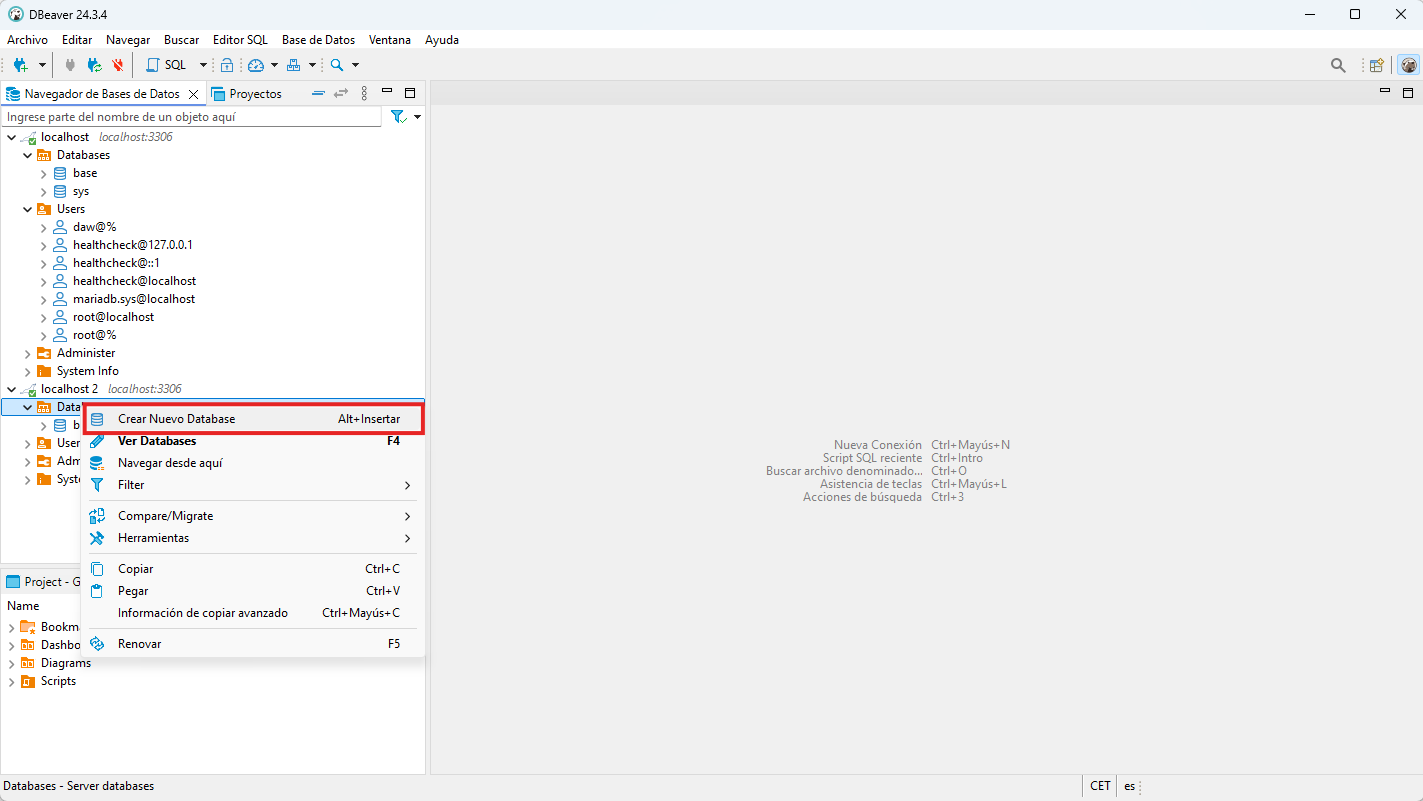 DBeaver 24.3.4
Archivo Editar Navegar Buscar Editor SQL Base de Datos Ventana Ayuda
SQL
Navegador de Bases de Datos Proyectos
Ingrese parte del nombre de un objeto aquí
localhost localhost:3306
Databases
base
sys
Users
daw@%
healthcheck@127.0.0.1
healthcheck@::1
healthcheck@localhost
mariadb.sys@localhost
root@localhost
root@%
Administer
System Info
localhost 2 localhost:3306
Data
b
User
Adm
Syste
Crear Nuevo Database Alt+Insertar
Ver Databases F4
Navegar desde aquí
Filter
Compare/Migrate
Herramientas
Copiar Ctrl+C
Pegar Ctrl+V
Información de copiar avanzado Ctrl+Mayús+C
Renovar F5
Project - G
Name
Bookma
Dashbo
Diagrams
Scripts
Nueva Conexión Ctrl+Mayús+N
Script SQL reciente Ctrl+Intro
Buscar archivo denominado... Ctrl+O
Asistencia de teclas Ctrl+Mayús+L
Acciones de búsqueda Ctrl+3
Databases - Server databases
CET es